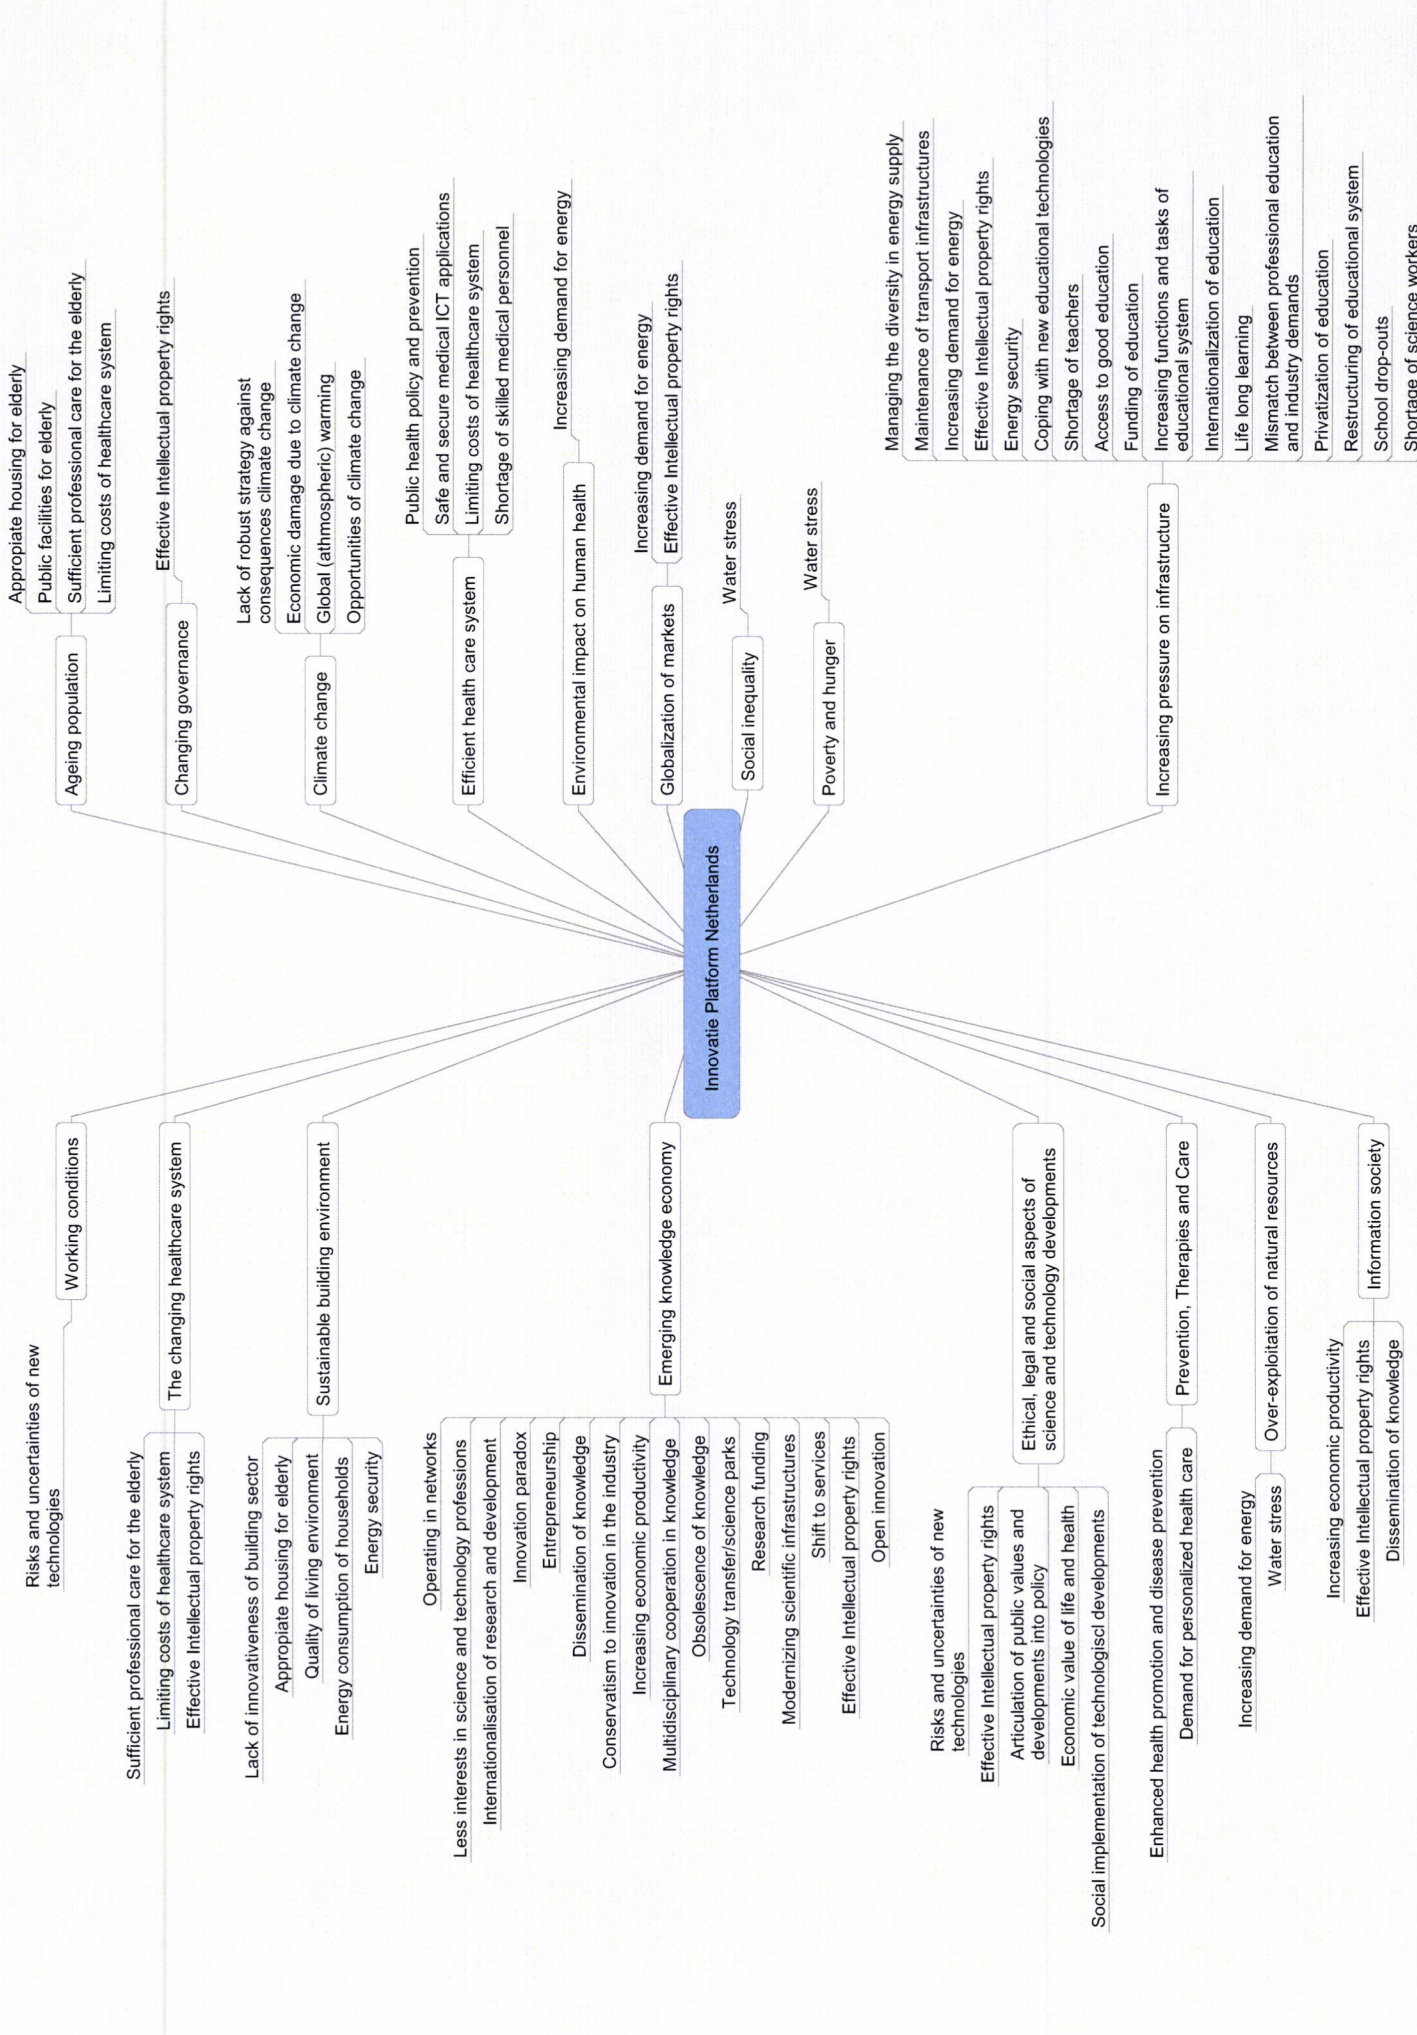 Innovatie Platform Netherlands
Ageing population
Appropiate housing for elderly
Public facilities for elderly
Sufficient professional care for the elderly
Limiting costs of healthcare system
Changing governance
Effective Intellectual property rights
Climate change
Lack of robust strategy against
consequences climate change
Economic damage due to climate change
Global (athmospheric) warming
Opportunities of climate change
Efficient health care system
Public health policy and prevention
Safe and secure medical ICT applications
Limiting costs of healthcare system
Shortage of skilled medical personnel
Environmental impact on human health
Increasing demand for energy
Globalization of markets
Increasing demand for energy
Effective Intellectual property rights
Social inequality
Water stress
Poverty and hunger
Water stress
Increasing pressure on infrastructure
Managing the diversity in energy supply
Maintenance of transport infrastructures
Increasing demand for energy
Effective Intellectual property rights
Energy security
Coping with new educational technologies
Shortage of teachers
Access to good education
Funding of education
Increasing functions and tasks of
educational system
Internationalization of education
Life long learning
Mismatch between professional education
and industry demands
Privatization of education
Restructuring of educational system
School drop-outs
Shortage of science workers
Working conditions
Risks and uncertainties of new
technologies
The changing healthcare system
Sufficient professional care for the elderly
Limiting costs of healthcare system
Effective Intellectual property rights
Sustainable building environment
Lack of innovativeness of building sector
Appropiate housing for elderly
Quality of living environment
Energy consumption of households
Energy security
Emerging knowledge economy
Operating in networks
Less interests in science and technology professions
Internationalisation of research and development
Innovation paradox
Entrepreneurship
Dissemination of knowledge
Conservatism to innovation in the industry
Increasing economic productivity
Multidisciplinary cooperation in knowledge
Obsolescence of knowledge
Technology transfer/science parks
Research funding
Modernizing scientific infrastructures
Shift to services
Effective Intellectual property rights
Open innovation
Ethical, legal and social aspects of
science and technology developments
Risks and uncertainties of new
technologies
Effective Intellectual property rights
Articulation of public values and
developments into policy
Economic value of life and health
Social implementation of technologiscl developments
Prevention, Therapies and Care
Enhanced health promotion and disease prevention
Demand for personalized health care
Over-exploitation of natural resources
Increasing demand for energy
Water stress
Information society
Increasing economic productivity
Effective Intellectual property rights
Dissemination of knowledge